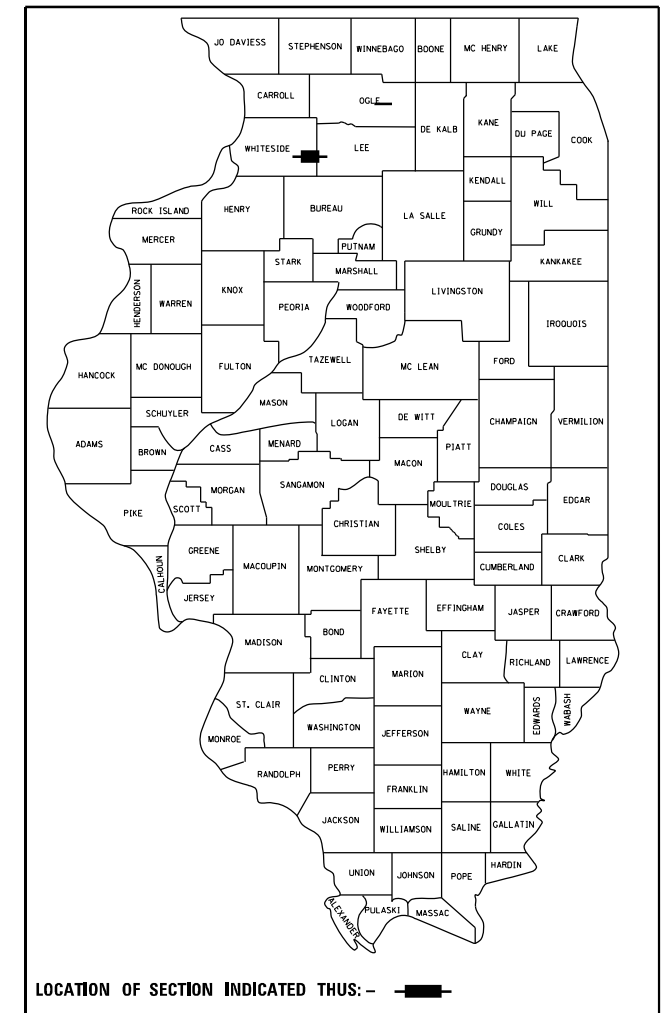 JO DAVIESS STEPHENSON WINNEBAGO BOONE MC HENRY LAKE
CARROLL OGLE DE KALB KANE DU PAGE COOK
WHITESIDE LEE
KENDALL WILL
ROCK ISLAND HENRY BUREAU LA SALLE GRUNDY
MERCER PUTNAM KANKAKEE
STARK MARSHALL
HENDERSON WARREN KNOX PEORIA WOODFORD LIVINGSTON IROQUOIS
HANCOCK MC DONOUGH FULTON TAZEWELL MC LEAN FORD
SCHUYLER MASON LOGAN DE WITT CHAMPAIGN VERMILION
ADAMS BROWN CASS MENARD PIATT
MACON
PIKE SCOTT MORGAN SANGAMON MOULTRIE DOUGLAS EDGAR
CHRISTIAN COLES
CALHOUN GREENE MACOUPIN MONTGOMERY SHELBY CUMBERLAND CLARK
JERSEY FAYETTE EFFINGHAM JASPER CRAWFORD
MADISON BOND
CLINTON MARION CLAY RICHLAND LAWRENCE
ST. CLAIR WASHINGTON JEFFERSON WAYNE EDWARDS WABASH
MONROE
RANDOLPH PERRY FRANKLIN HAMILTON WHITE
JACKSON WILLIAMSON SALINE GALLATIN
UNION JOHNSON POPE HARDIN
ALEXANDER PULASKI MASSAC
LOCATION OF SECTION INDICATED THUS: –